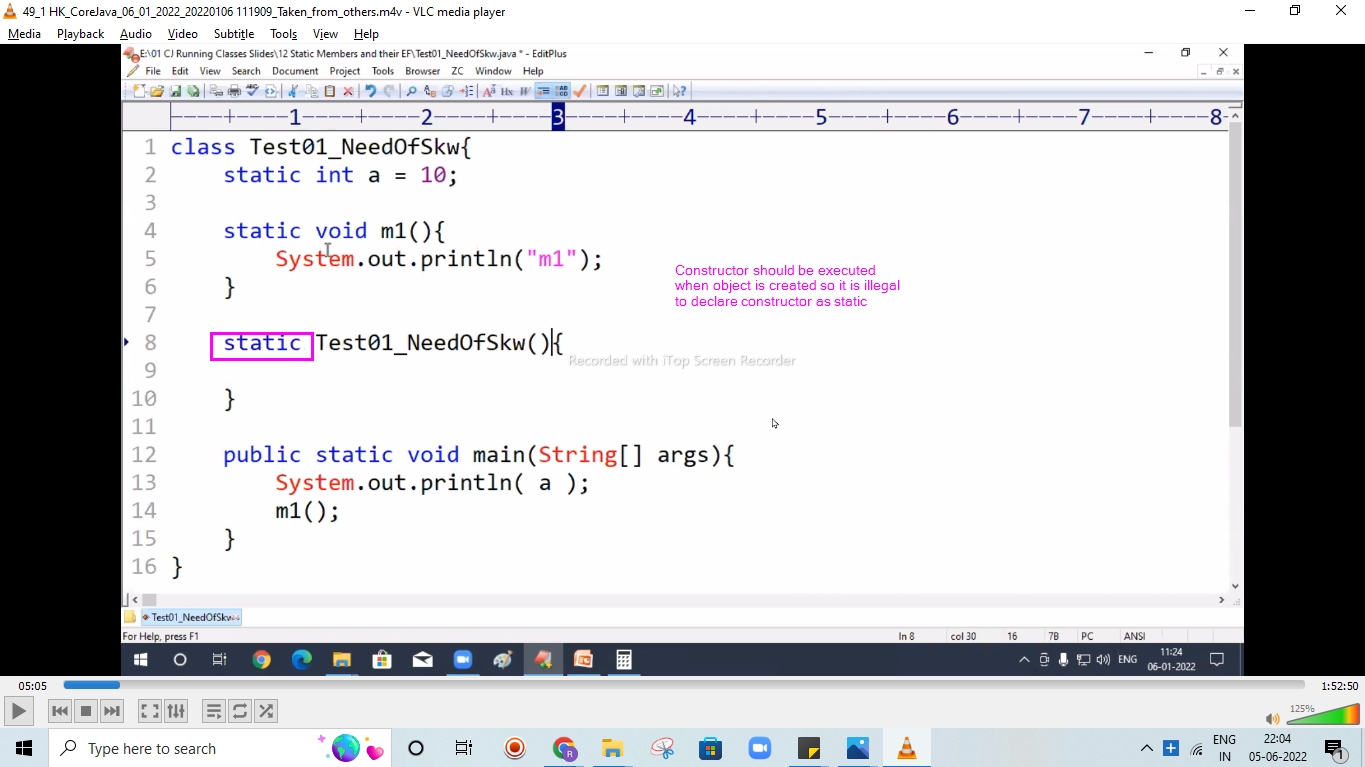 49_1 HK_CoreJava_06_01_2022_20220106 111909_Taken_from_others.m4v - VLC media player
Media Playback Audio Video Subtitle Tools View Help
E:\01 CJ Running Classes Slides\12 Static Members and their EF\Test01_NeedOfSkw.java * - EditPlus
File Edit View Search Document Project Tools Browser ZC Window Help
----+----1----+----2----+----3----+----4----+----5----+----6----+----7----+----8-
1 class Test01_NeedOfSkw{
2 static int a = 10;
3
4 static void m1(){
5 System.out.println("m1");
6 }
7
8 static Test01_NeedOfSkw(){
9
10 }
11
12 public static void main(String[] args){
13 System.out.println( a );
14 m1();
15 }
16 }
Constructor should be executed
when object is created so it is illegal
to declare constructor as static
Recorded with iTop Screen Recorder
Test01_NeedOfSkw
For Help, press F1 ln 8 col 30 16 7B PC ANSI
ENG 11:24
06-01-2022
05:05 1:52:50
125%
Type here to search
ENG 22:04
IN 05-06-2022 1